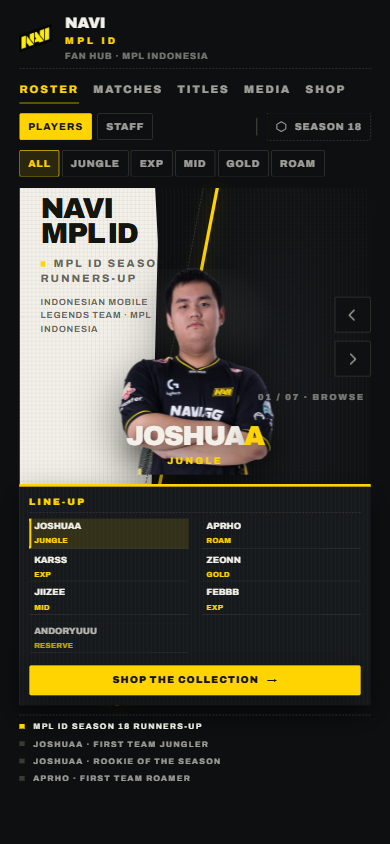 NAVI
NAVI
MPL ID
FAN HUB · MPL INDONESIA
ROSTER MATCHES TITLES MEDIA SHOP
PLAYERS STAFF SEASON 18
ALL JUNGLE EXP MID GOLD ROAM
NAVI
MPL ID
MPL ID SEASO
RUNNERS-UP
INDONESIAN MOBILE
LEGENDS TEAM · MPL
INDONESIA
01 / 07 · BROWSE
JOSHUAA
JUNGLE
LINE-UP
JOSHUAA
JUNGLE
APRHO
ROAM
KARSS
EXP
ZEONN
GOLD
JIIZEE
MID
FEBBB
EXP
ANDORYUUU
RESERVE
SHOP THE COLLECTION →
MPL ID SEASON 18 RUNNERS-UP
JOSHUAA · FIRST TEAM JUNGLER
JOSHUAA · ROOKIE OF THE SEASON
APRHO · FIRST TEAM ROAMER